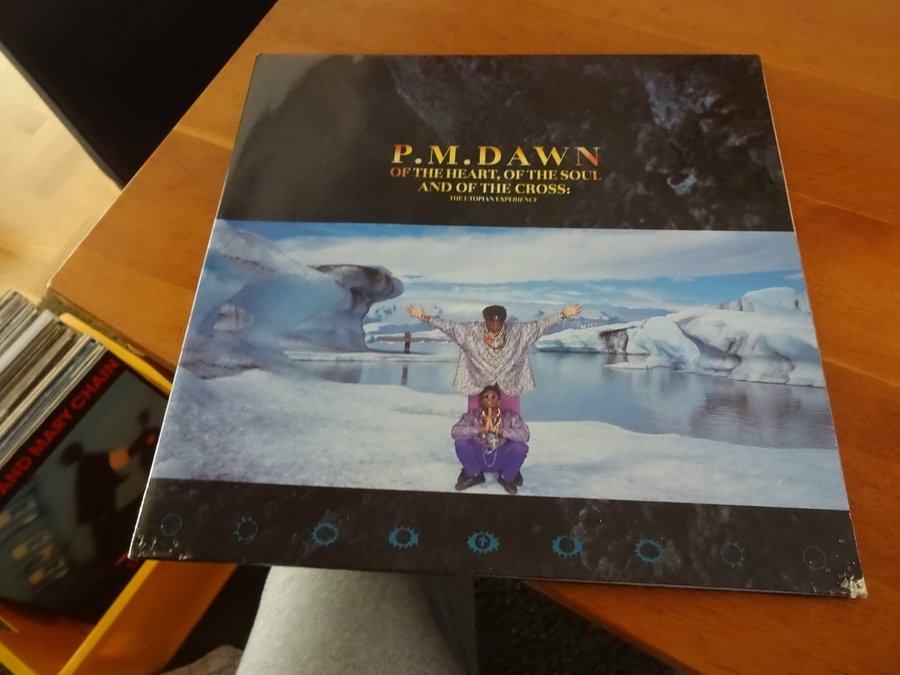 P.M.DAWN
OF THE HEART, OF THE SOUL
AND OF THE CROSS:
THE UTOPIAN EXPERIENCE
AND MARY CHAIN